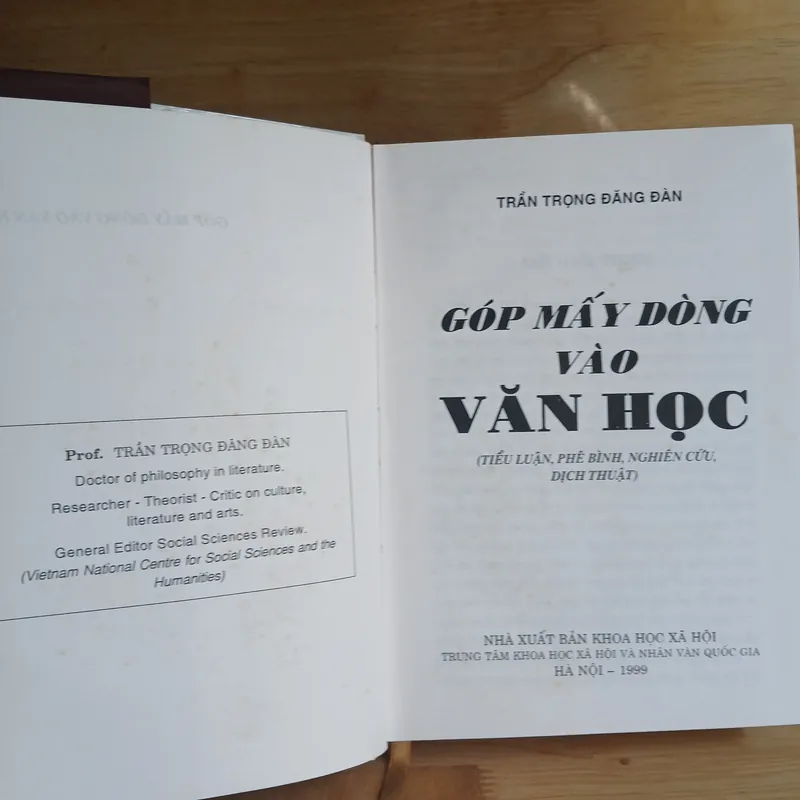 Prof. TRẦN TRỌNG ĐĂNG ĐÀN
Doctor of philosophy in literature.
Researcher - Theorist - Critic on culture,
literature and arts.
General Editor Social Sciences Review.
(Vietnam National Centre for Social Sciences and the
Humanities)
TRẦN TRỌNG ĐĂNG ĐÀN
GÓP MẤY DÒNG
VÀO
VĂN HỌC
(TIỂU LUẬN, PHÊ BÌNH, NGHIÊN CỨU,
DỊCH THUẬT)
NHÀ XUẤT BẢN KHOA HỌC XÃ HỘI
TRUNG TÂM KHOA HỌC XÃ HỘI VÀ NHÂN VĂN QUỐC GIA
HÀ NỘI – 1999